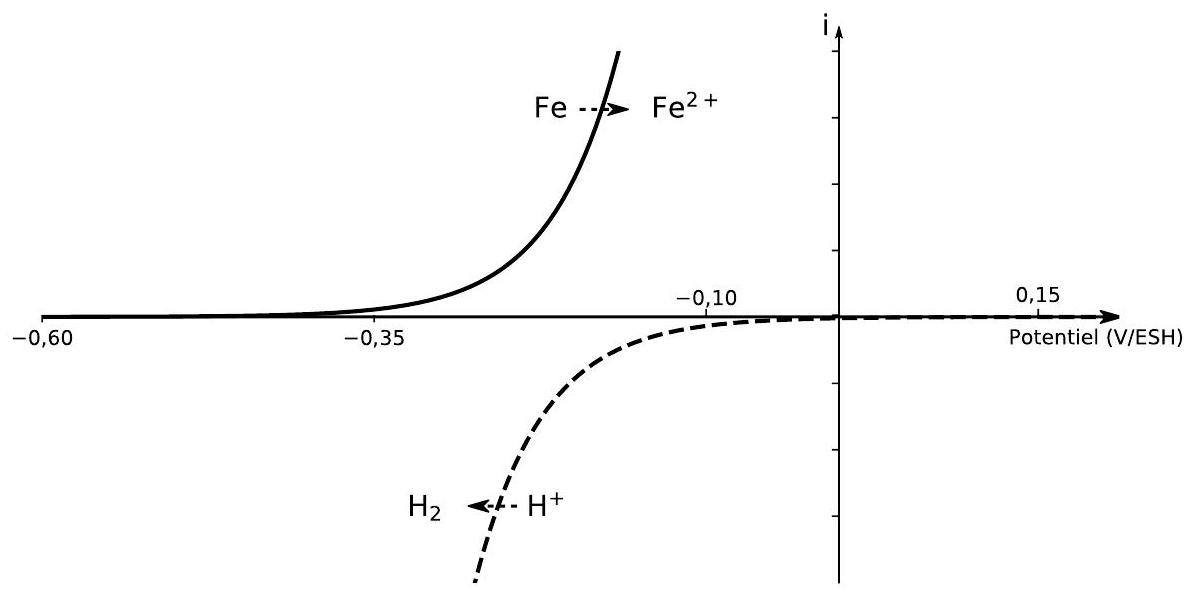 i
Fe Fe²⁺
−0,10 0,15
−0,60 −0,35 Potentiel (V/ESH)
H₂ H⁺